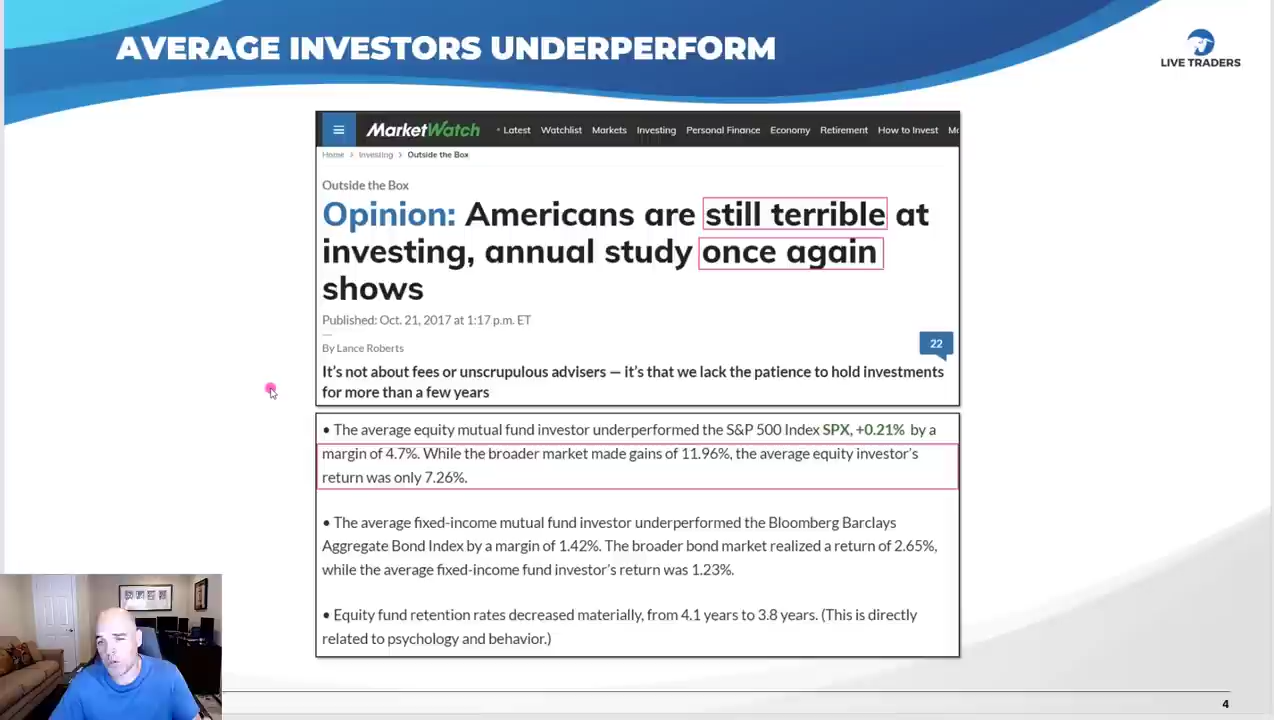 AVERAGE INVESTORS UNDERPERFORM
LIVE TRADERS
MarketWatch
• Latest Watchlist Markets Investing Personal Finance Economy Retirement How to Invest
Home > Investing > Outside the Box
Outside the Box
Opinion: Americans are still terrible at
investing, annual study once again
shows
Published: Oct. 21, 2017 at 1:17 p.m. ET
By Lance Roberts
22
It's not about fees or unscrupulous advisers — it's that we lack the patience to hold investments
for more than a few years
• The average equity mutual fund investor underperformed the S&P 500 Index SPX, +0.21% by a
margin of 4.7%. While the broader market made gains of 11.96%, the average equity investor's
return was only 7.26%.
• The average fixed-income mutual fund investor underperformed the Bloomberg Barclays
Aggregate Bond Index by a margin of 1.42%. The broader bond market realized a return of 2.65%,
while the average fixed-income fund investor's return was 1.23%.
• Equity fund retention rates decreased materially, from 4.1 years to 3.8 years. (This is directly
related to psychology and behavior.)
4